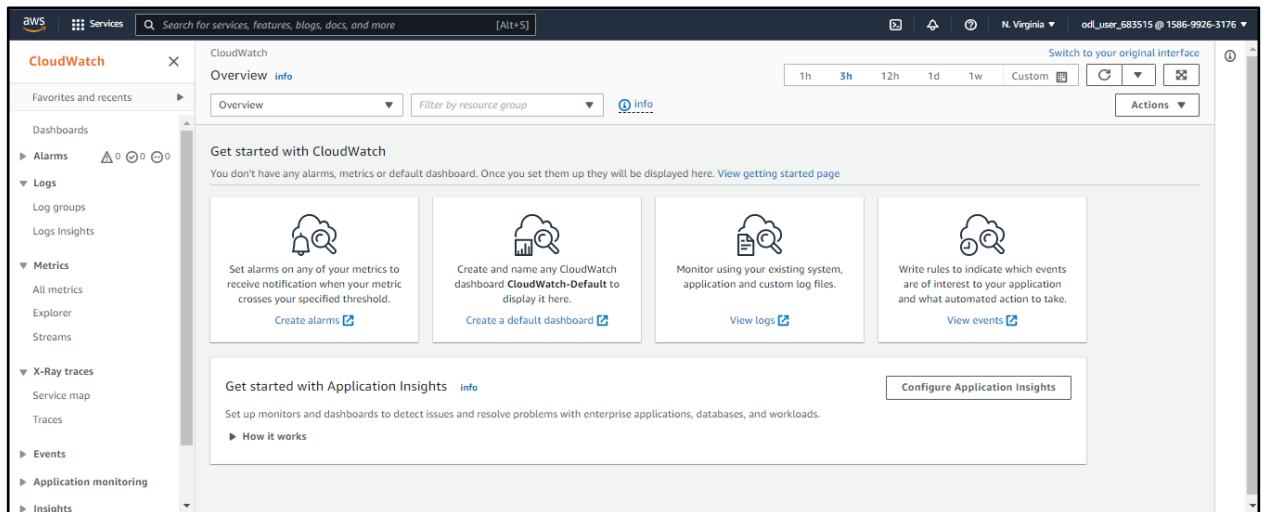 aws
Services
Search for services, features, blogs, docs, and more
[Alt+S]
N. Virginia
odl_user_683515 @ 1586-9926-3176
CloudWatch
Favorites and recents
Dashboards
Alarms 0 0 0
Logs
Log groups
Logs Insights
Metrics
All metrics
Explorer
Streams
X-Ray traces
Service map
Traces
Events
Application monitoring
Insights
CloudWatch
Switch to your original interface
Overview info
1h 3h 12h 1d 1w Custom
Overview
Filter by resource group
info
Actions
Get started with CloudWatch
You don't have any alarms, metrics or default dashboard. Once you set them up they will be displayed here. View getting started page
Set alarms on any of your metrics to
receive notification when your metric
crosses your specified threshold.
Create alarms
Create and name any CloudWatch
dashboard CloudWatch-Default to
display it here.
Create a default dashboard
Monitor using your existing system,
application and custom log files.
View logs
Write rules to indicate which events
are of interest to your application
and what automated action to take.
View events
Get started with Application Insights info
Configure Application Insights
Set up monitors and dashboards to detect issues and resolve problems with enterprise applications, databases, and workloads.
How it works